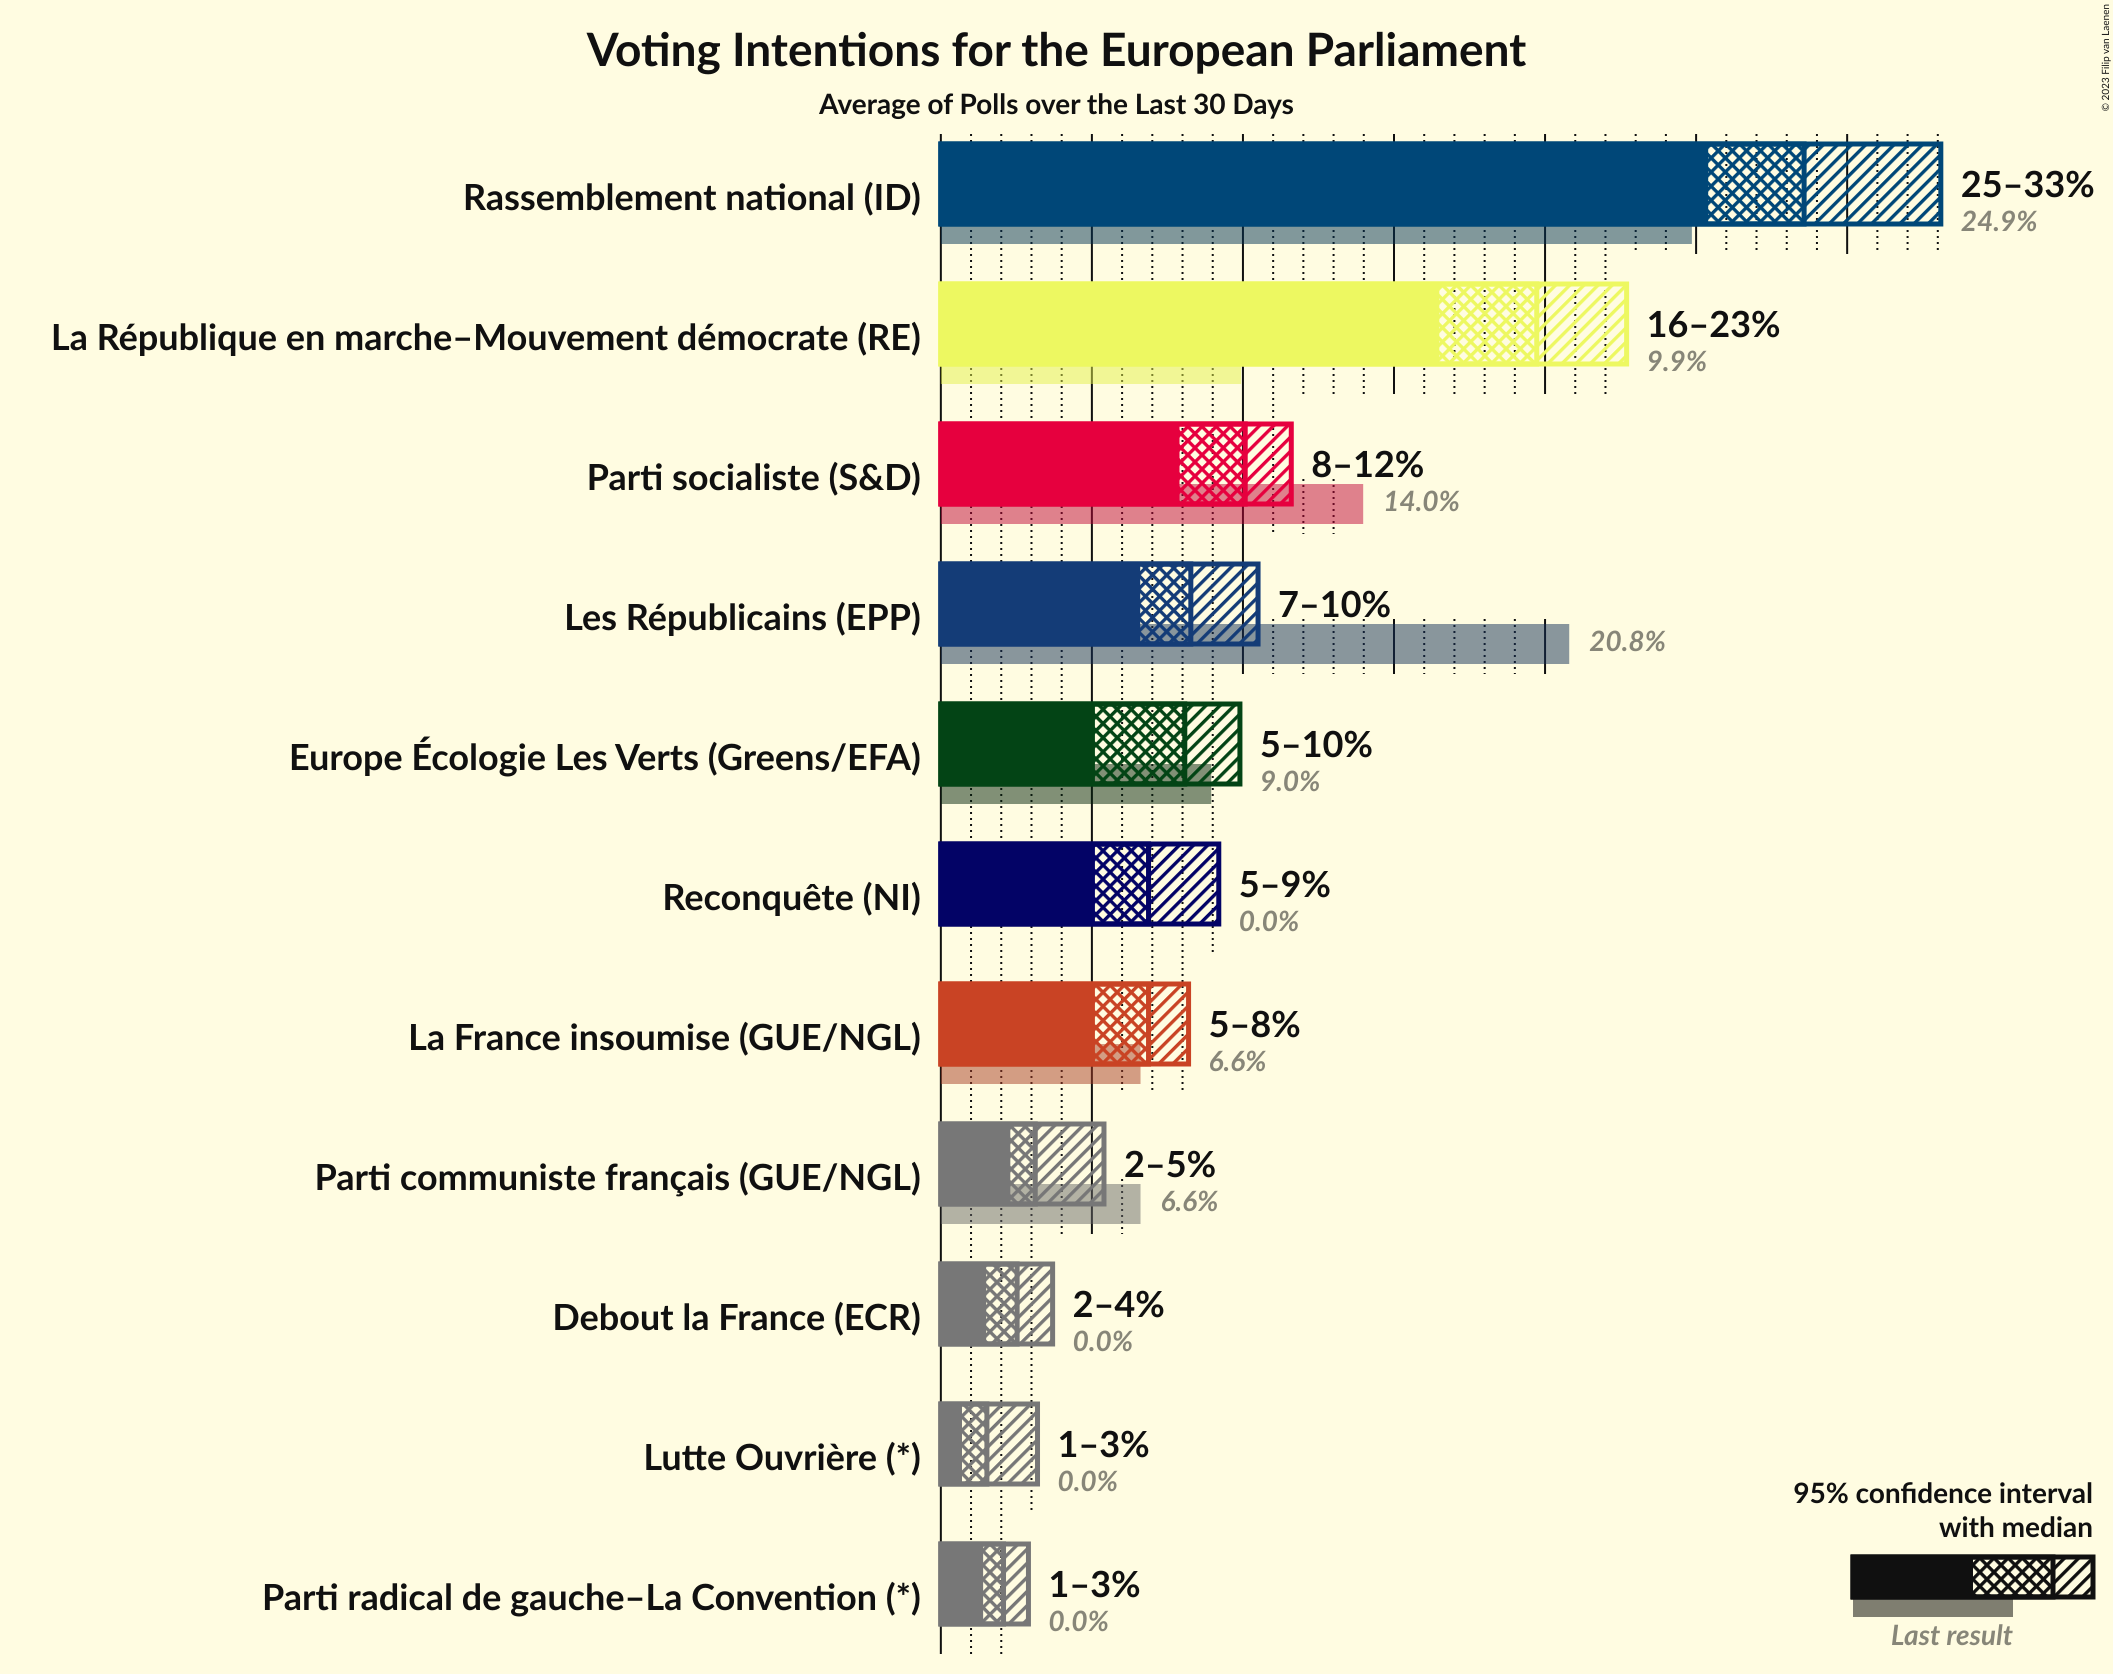 Voting Intentions for the European Parliament
Average of Polls over the Last 30 Days
© 2023 Filip van Laenen
Rassemblement national (ID)
25–33%
24.9%
La République en marche–Mouvement démocrate (RE)
16–23%
9.9%
Parti socialiste (S&D)
8–12%
14.0%
Les Républicains (EPP)
7–10%
20.8%
Europe Écologie Les Verts (Greens/EFA)
5–10%
9.0%
Reconquête (NI)
5–9%
0.0%
La France insoumise (GUE/NGL)
5–8%
6.6%
Parti communiste français (GUE/NGL)
2–5%
6.6%
Debout la France (ECR)
2–4%
0.0%
Lutte Ouvrière (*)
1–3%
0.0%
Parti radical de gauche–La Convention (*)
1–3%
0.0%
95% confidence interval
with median
Last result